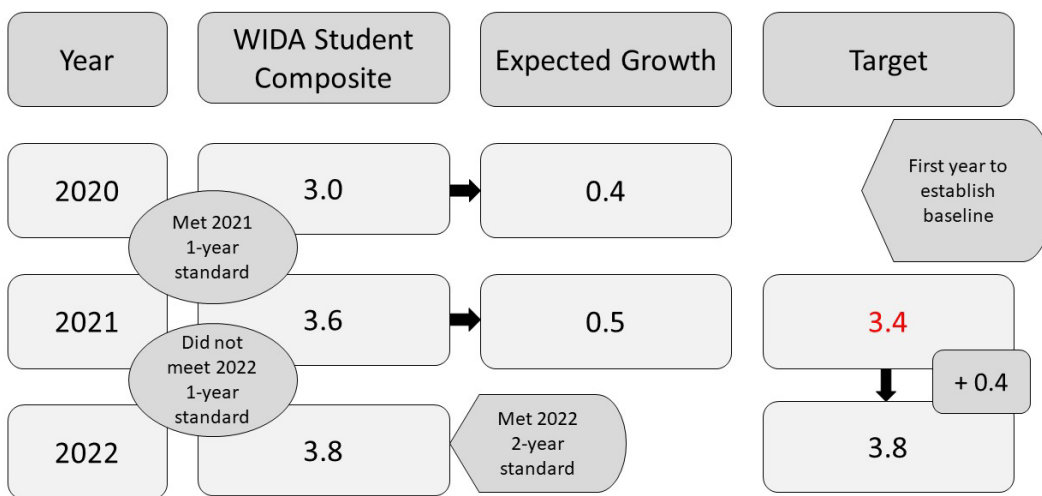 Year
WIDA Student
Composite
Expected Growth
Target
2020
3.0
0.4
First year to
establish
baseline
Met 2021
1-year
standard
2021
3.6
0.5
3.4
Did not
meet 2022
1-year
standard
+ 0.4
2022
3.8
Met 2022
2-year
standard
3.8